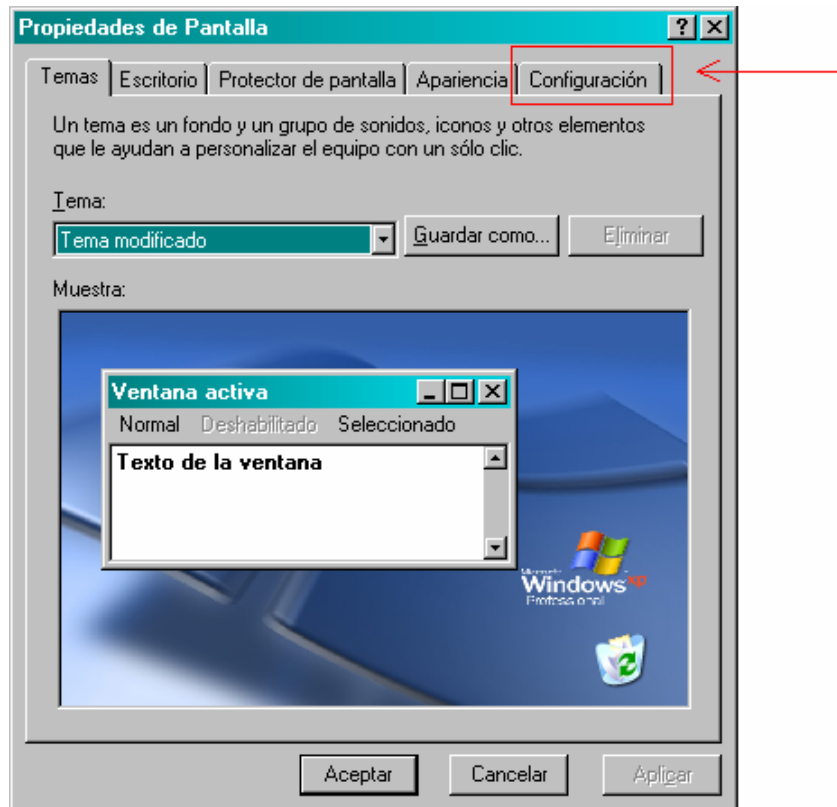 Propiedades de Pantalla
Temas Escritorio Protector de pantalla Apariencia Configuración
Un tema es un fondo y un grupo de sonidos, iconos y otros elementos
que le ayudan a personalizar el equipo con un sólo clic.
Tema:
Tema modificado Guardar como... Eliminar
Muestra:
Ventana activa
Normal Deshabilitado Seleccionado
Texto de la ventana
Microsoft
Windows xp
Professional
Aceptar Cancelar Aplicar